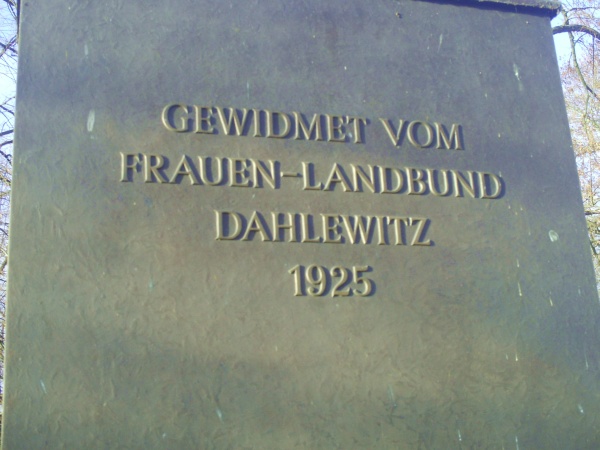 GEWIDMET VOM
FRAUEN-LANDBUND
DAHLEWITZ
1925